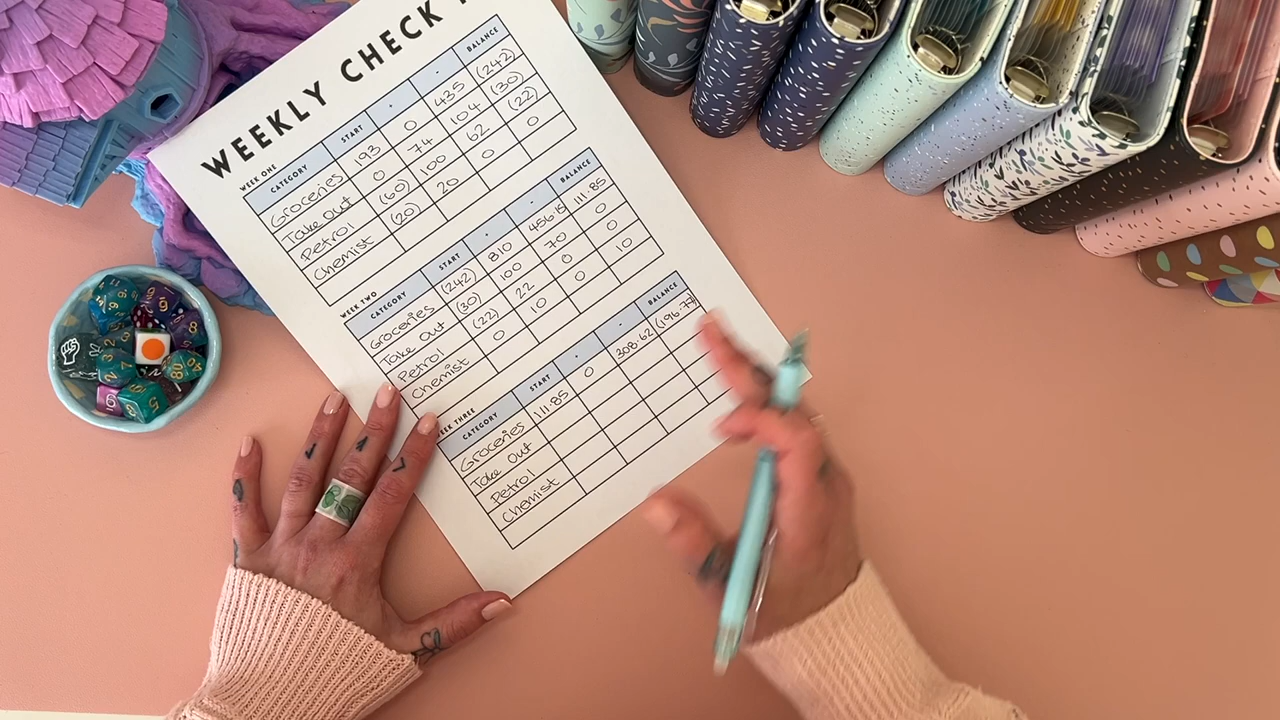 WEEKLY CHECK
WEEK ONE
CATEGORY START + - BALANCE
Groceries 193 0 435 (242)
Take Out 0 74 104 (30)
Petrol (60) 100 62 (22)
Chemist (20) 20 0 0
WEEK TWO
CATEGORY START + - BALANCE
Groceries (242) 810 456.15 111.85
Take Out (30) 100 70 0
Petrol (22) 22 0 0
Chemist 0 10 0 10
WEEK THREE
CATEGORY START + - BALANCE
Groceries 111.85 0 308.62 (196.77)
Take Out
Petrol
Chemist